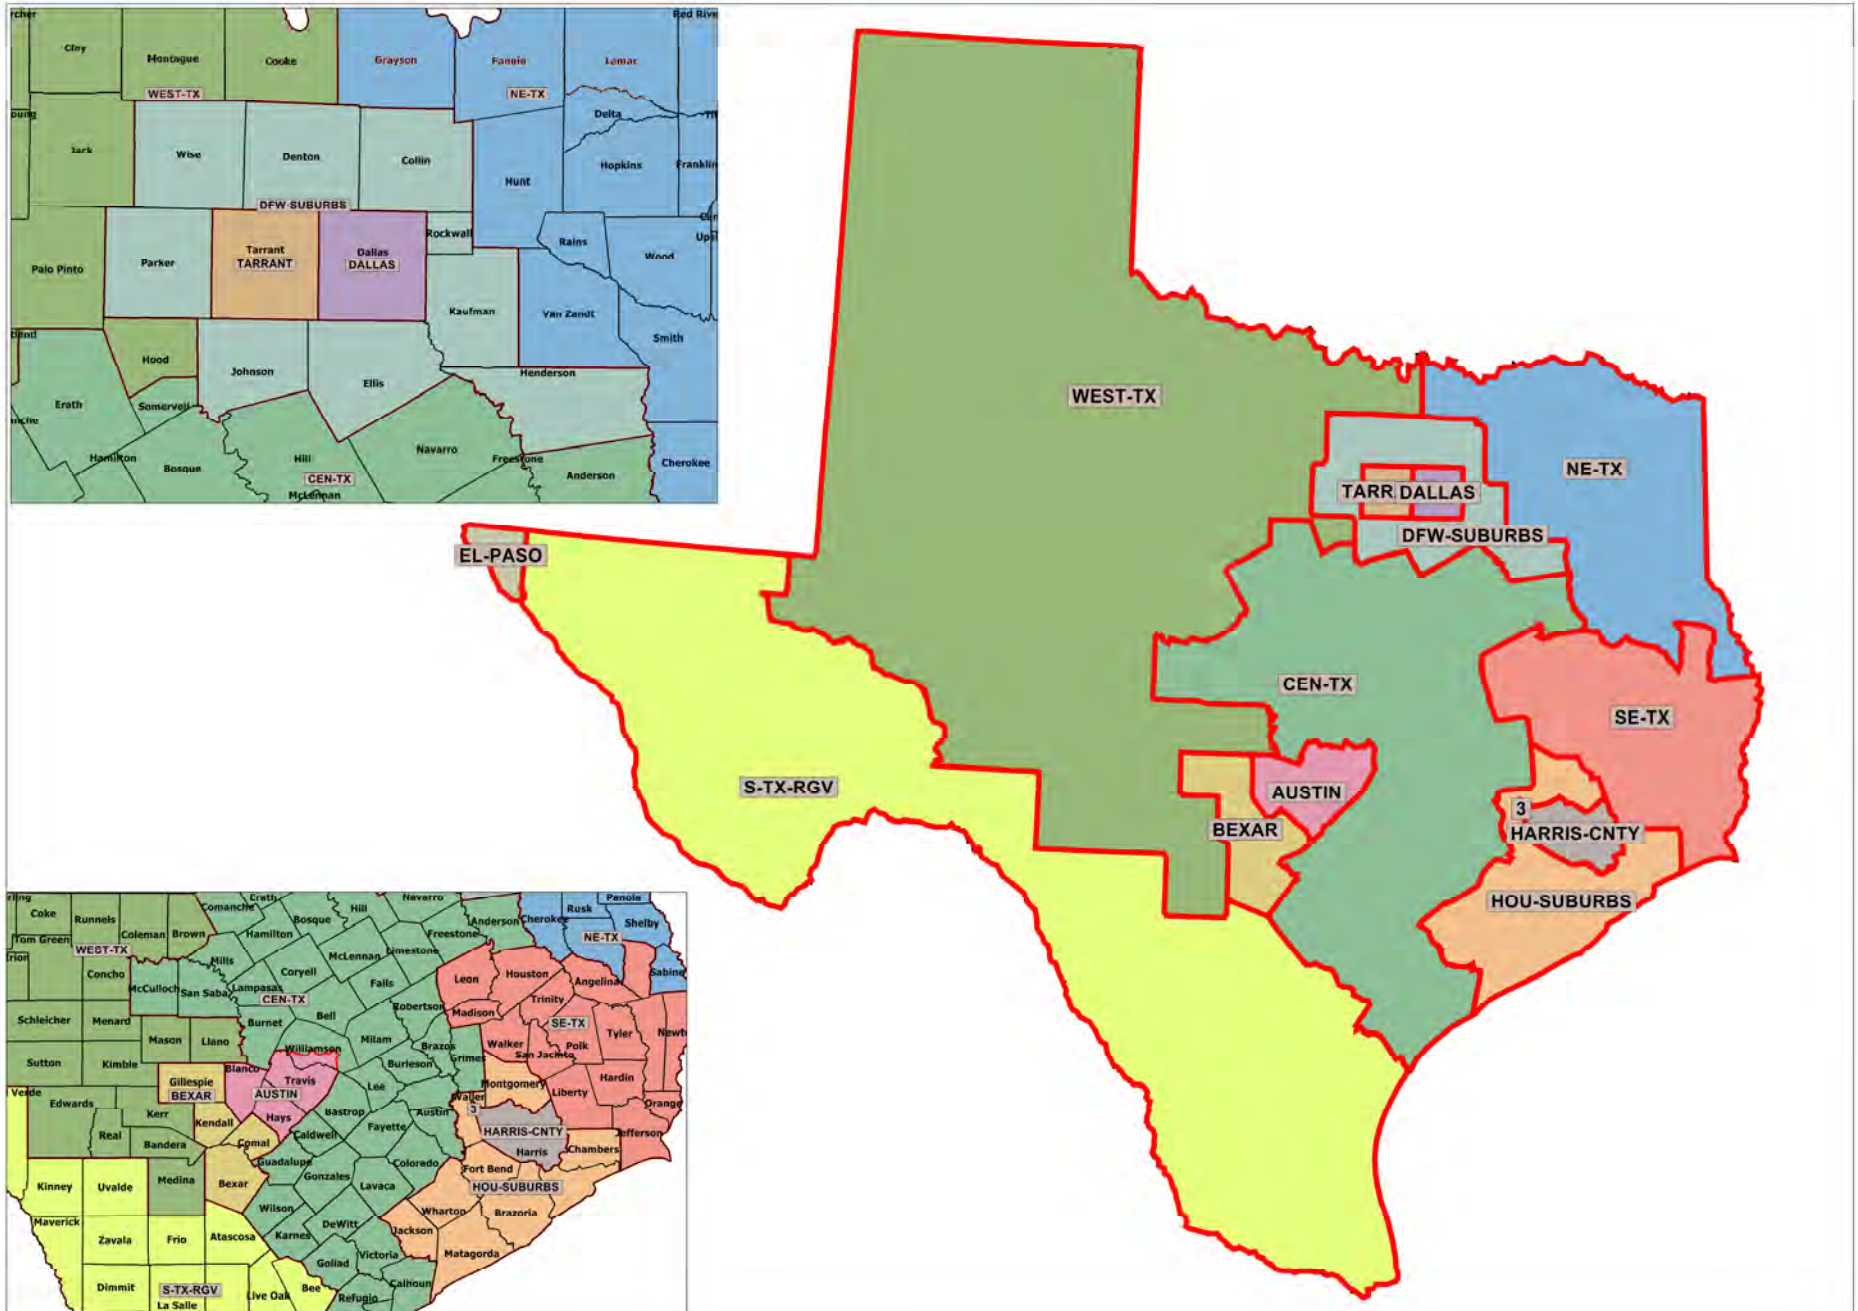 Clay
Montague
Cooke
Grayson
Fannin
Lamar
Red Rive
WEST-TX
NE-TX
Jack
Wise
Denton
Collin
Hunt
Delta
Hopkins
Franklin
DFW-SUBURBS
Rockwall
Rains
Wood
Palo Pinto
Parker
Tarrant
TARRANT
Dallas
DALLAS
Kaufman
Van Zandt
Smith
Hood
Johnson
Ellis
Henderson
Erath
Somervell
Hamilton
Bosque
Hill
CEN-TX
McLennan
Navarro
Freestone
Anderson
Cherokee
WEST-TX
NE-TX
TARR
DALLAS
DFW-SUBURBS
EL-PASO
CEN-TX
SE-TX
S-TX-RGV
AUSTIN
BEXAR
3
HARRIS-CNTY
HOU-SUBURBS
Coke
Runnels
Coleman
Brown
Comanche
Erath
Bosque
Hill
Navarro
Anderson
Cherokee
Rusk
Panola
Shelby
NE-TX
Tom Green
WEST-TX
Hamilton
Freestone
Concho
Mills
McLennan
Limestone
Leon
Houston
Angelina
Sabine
McCulloch
San Saba
Lampasas
Coryell
Falls
CEN-TX
Robertson
Madison
Trinity
SE-TX
Schleicher
Menard
Burnet
Bell
Milam
Brazos
Walker
Polk
Tyler
Newt
Mason
Llano
Williamson
Burleson
Grimes
San Jacinto
Sutton
Kimble
Gillespie
BEXAR
Blanco
Travis
AUSTIN
Lee
Montgomery
Liberty
Hardin
Verde
Edwards
Kerr
Kendall
Hays
Bastrop
Austin
Waller
3
Orange
Real
Bandera
Comal
Caldwell
Fayette
HARRIS-CNTY
Harris
Chambers
Jefferson
Kinney
Uvalde
Medina
Bexar
Guadalupe
Gonzales
Colorado
Lavaca
Fort Bend
HOU-SUBURBS
Maverick
Zavala
Frio
Atascosa
Wilson
Karnes
DeWitt
Jackson
Wharton
Brazoria
Matagorda
Dimmit
S-TX-RGV
La Salle
Live Oak
Bee
Goliad
Victoria
Refugio
Calhoun